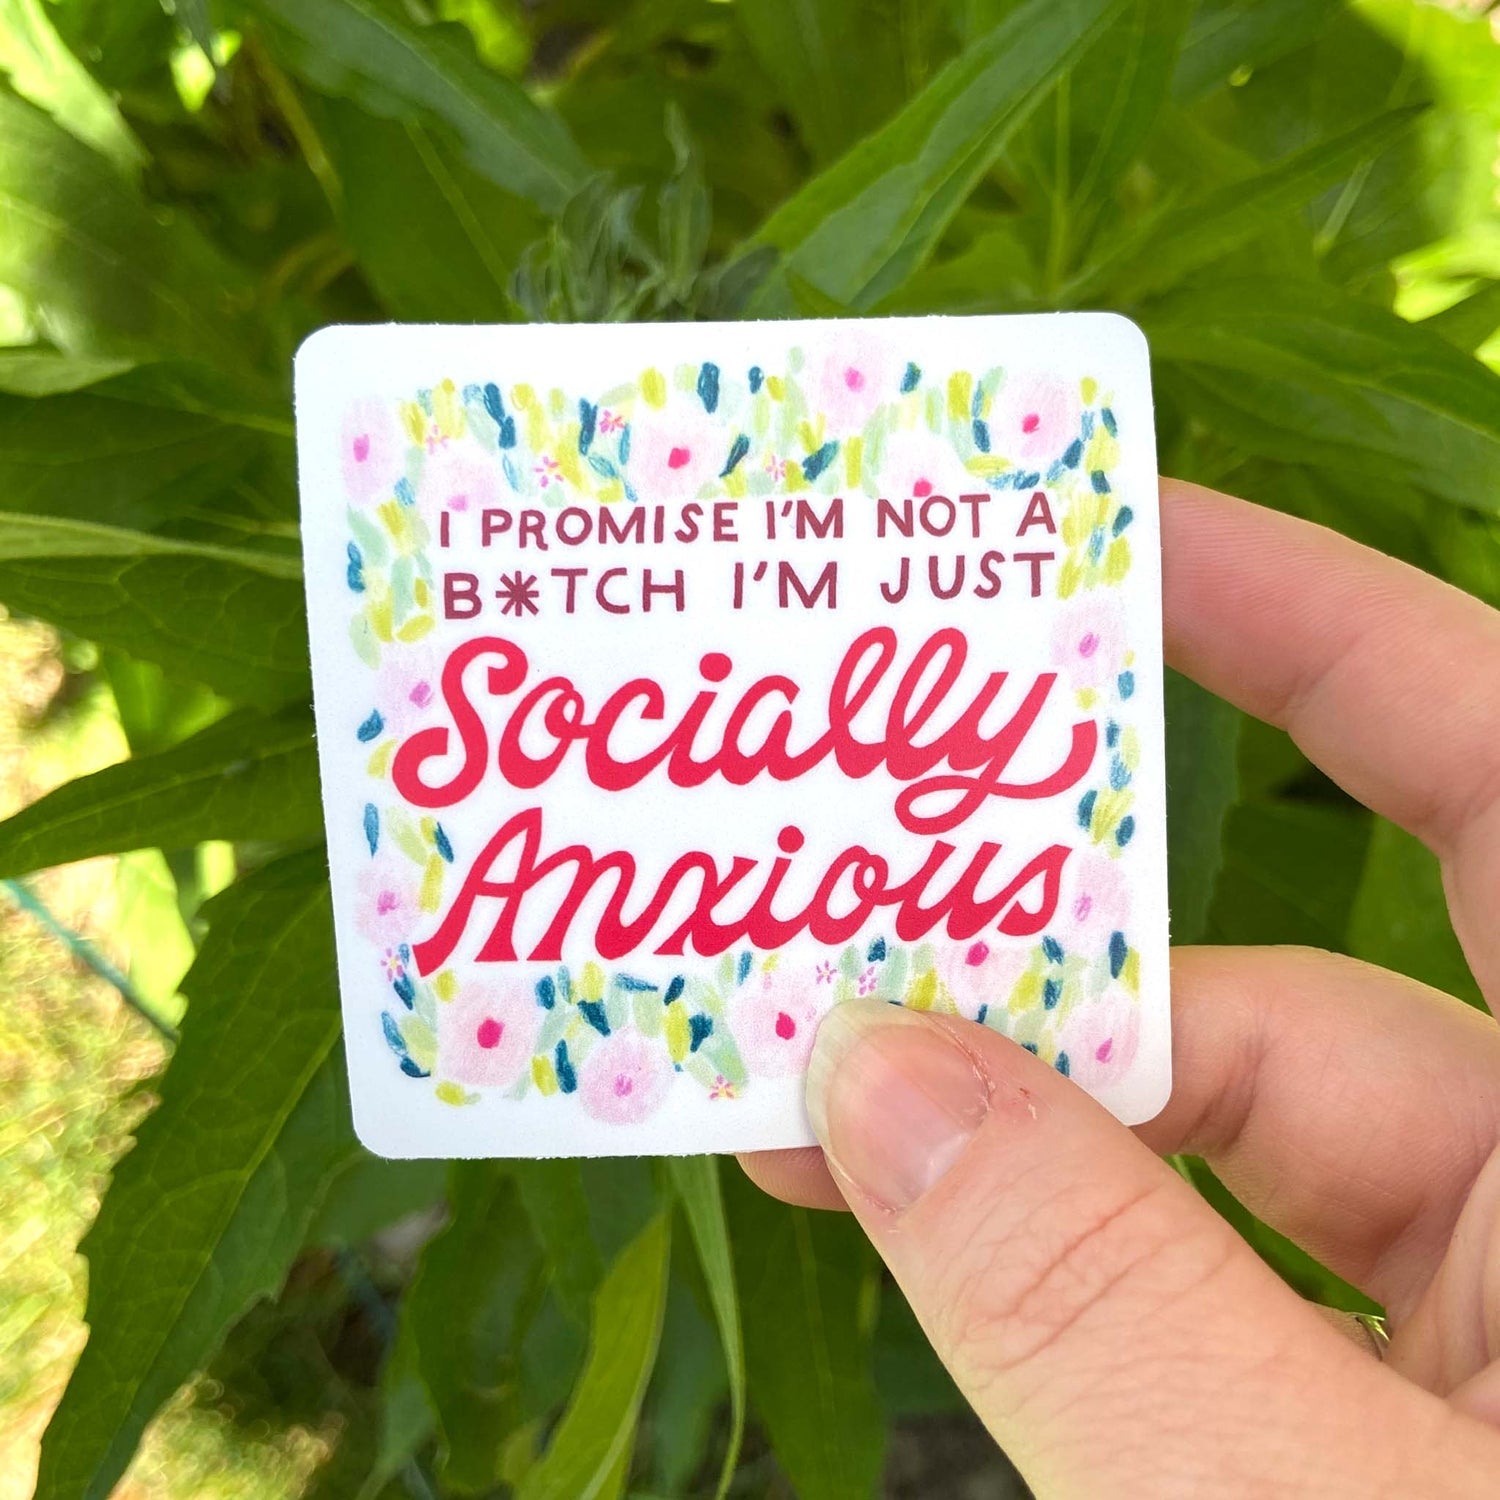 I PROMISE I'M NOT A
B*TCH I'M JUST
Socially
Anxious